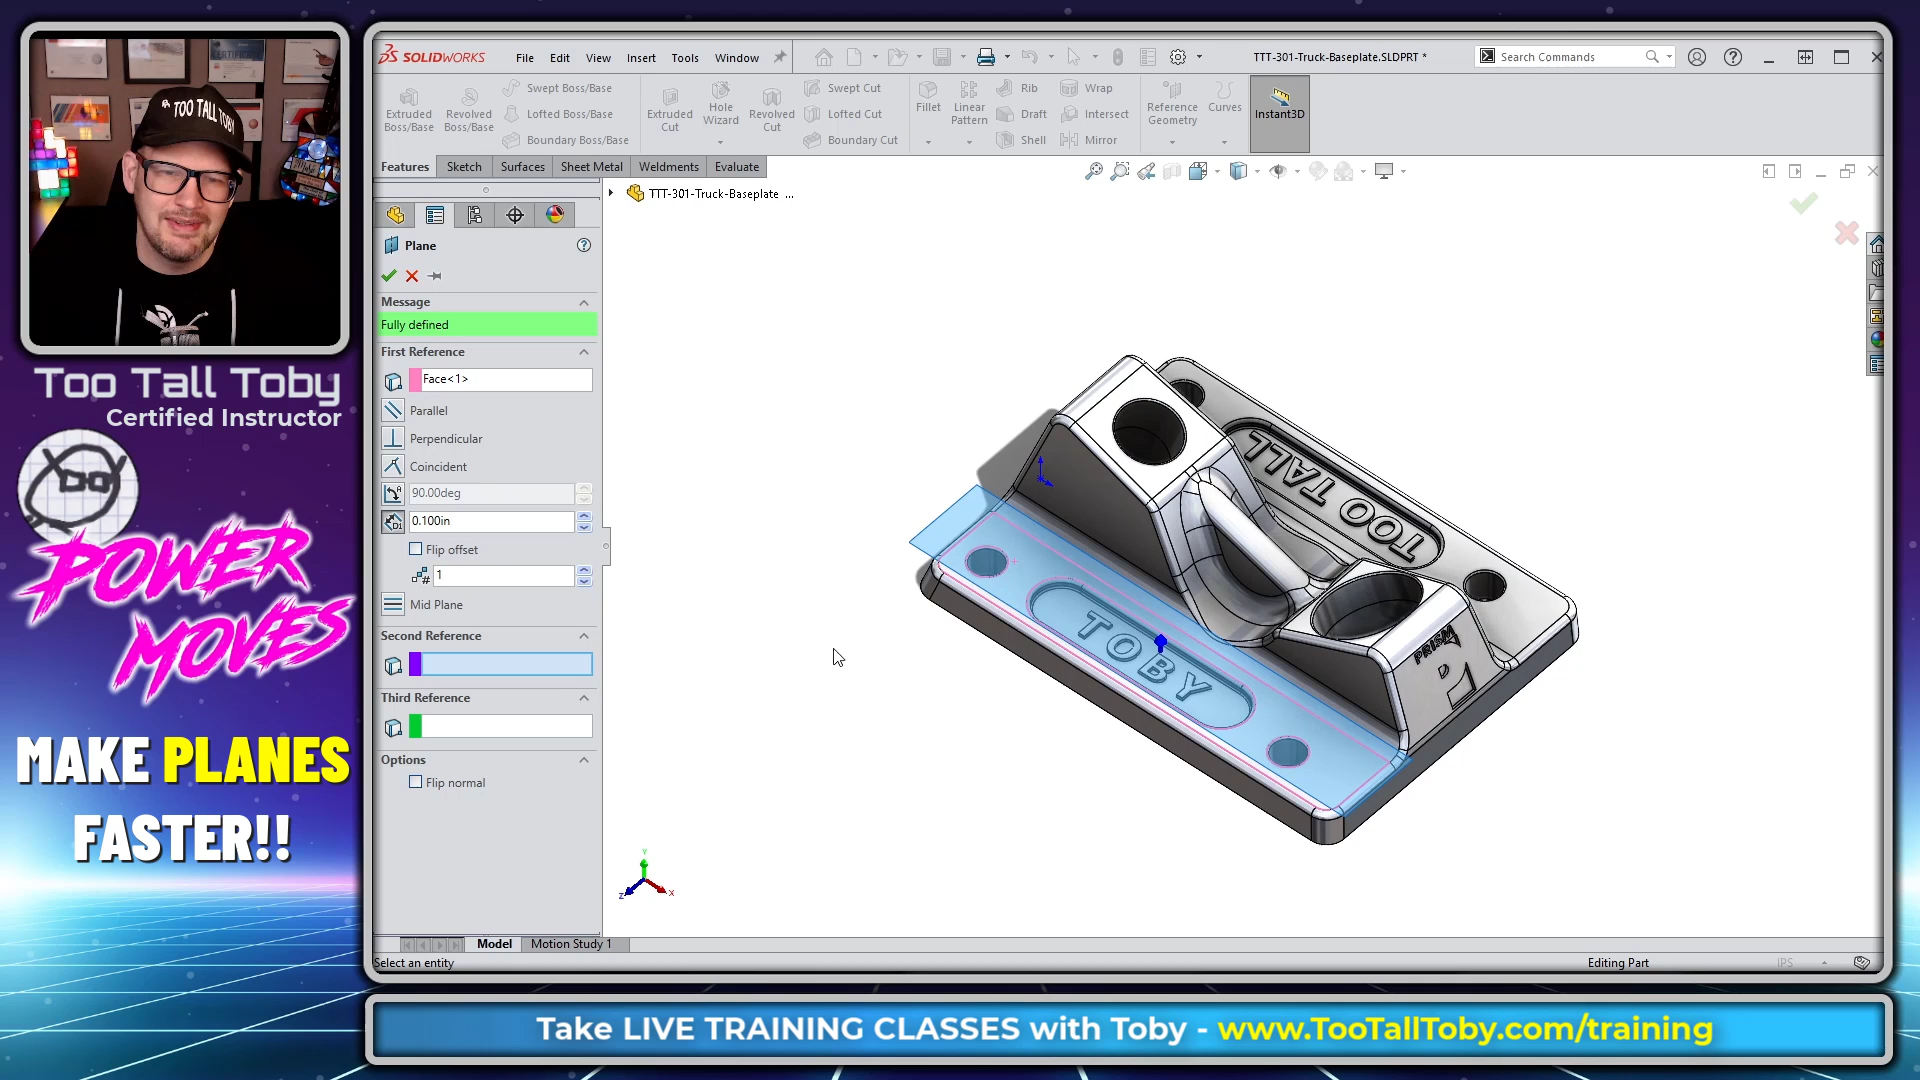 TOO TALL TOBY
Too Tall Toby
Certified Instructor
POWER
MOVES
MAKE PLANES
FASTER!!
SOLIDWORKS
File Edit View Insert Tools Window
TTT-301-Truck-Baseplate.SLDPRT *
Search Commands
Extruded Boss/Base
Revolved Boss/Base
Swept Boss/Base
Lofted Boss/Base
Boundary Boss/Base
Extruded Cut
Hole Wizard
Revolved Cut
Swept Cut
Lofted Cut
Boundary Cut
Fillet
Linear Pattern
Rib
Draft
Shell
Wrap
Intersect
Mirror
Reference Geometry
Curves
Instant3D
Features Sketch Surfaces Sheet Metal Weldments Evaluate
TTT-301-Truck-Baseplate ...
Plane
Message
Fully defined
First Reference
Face<1>
Parallel
Perpendicular
Coincident
90.00deg
0.100in
Flip offset
1
Mid Plane
Second Reference
Third Reference
Options
Flip normal
TOO TALL
TOBY
PRISM
Y
Z
X
Model Motion Study 1
Select an entity
Editing Part
IPS
Take LIVE TRAINING CLASSES with Toby - www.TooTallToby.com/training